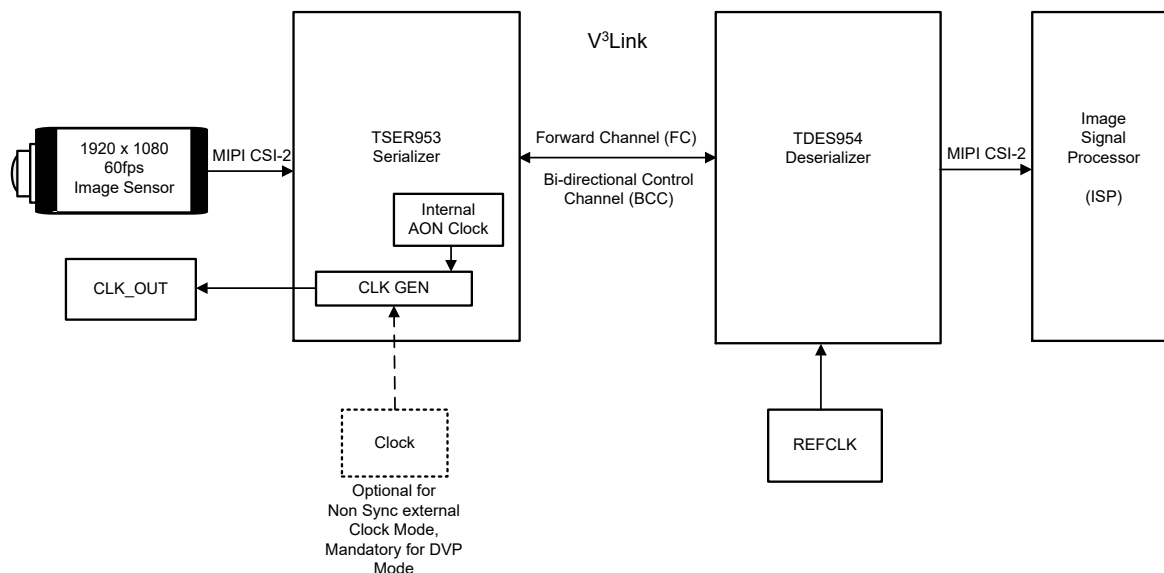 V³Link
1920 x 1080
60fps
Image Sensor
MIPI CSI-2
TSER953
Serializer
Forward Channel (FC)
Bi-directional Control
Channel (BCC)
TDES954
Deserializer
MIPI CSI-2
Image
Signal
Processor
(ISP)
Internal
AON Clock
CLK GEN
CLK_OUT
Clock
Optional for
Non Sync external
Clock Mode,
Mandatory for DVP
Mode
REFCLK